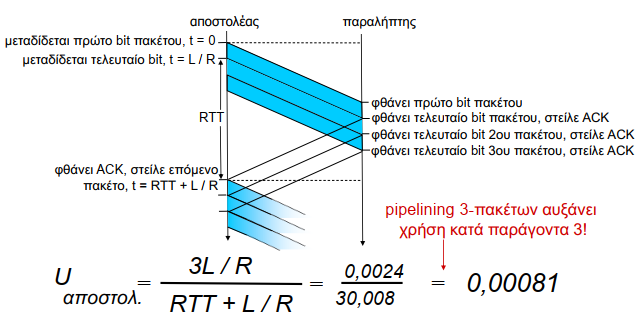 αποστολέας
παραλήπτης
μεταδίδεται πρώτο bit πακέτου, t = 0
μεταδίδεται τελευταίο bit, t = L / R
RTT
φθάνει πρώτο bit πακέτου
φθάνει τελευταίο bit πακέτου, στείλε ACK
φθάνει τελευταίο bit 2ου πακέτου, στείλε ACK
φθάνει τελευταίο bit 3ου πακέτου, στείλε ACK
φθάνει ACK, στείλε επόμενο
πακέτο, t = RTT + L / R
pipelining 3-πακέτων αυξάνει
χρήση κατά παράγοντα 3!
U αποστολ. = 3L / R / RTT + L / R = 0,0024 / 30,008 = 0,00081